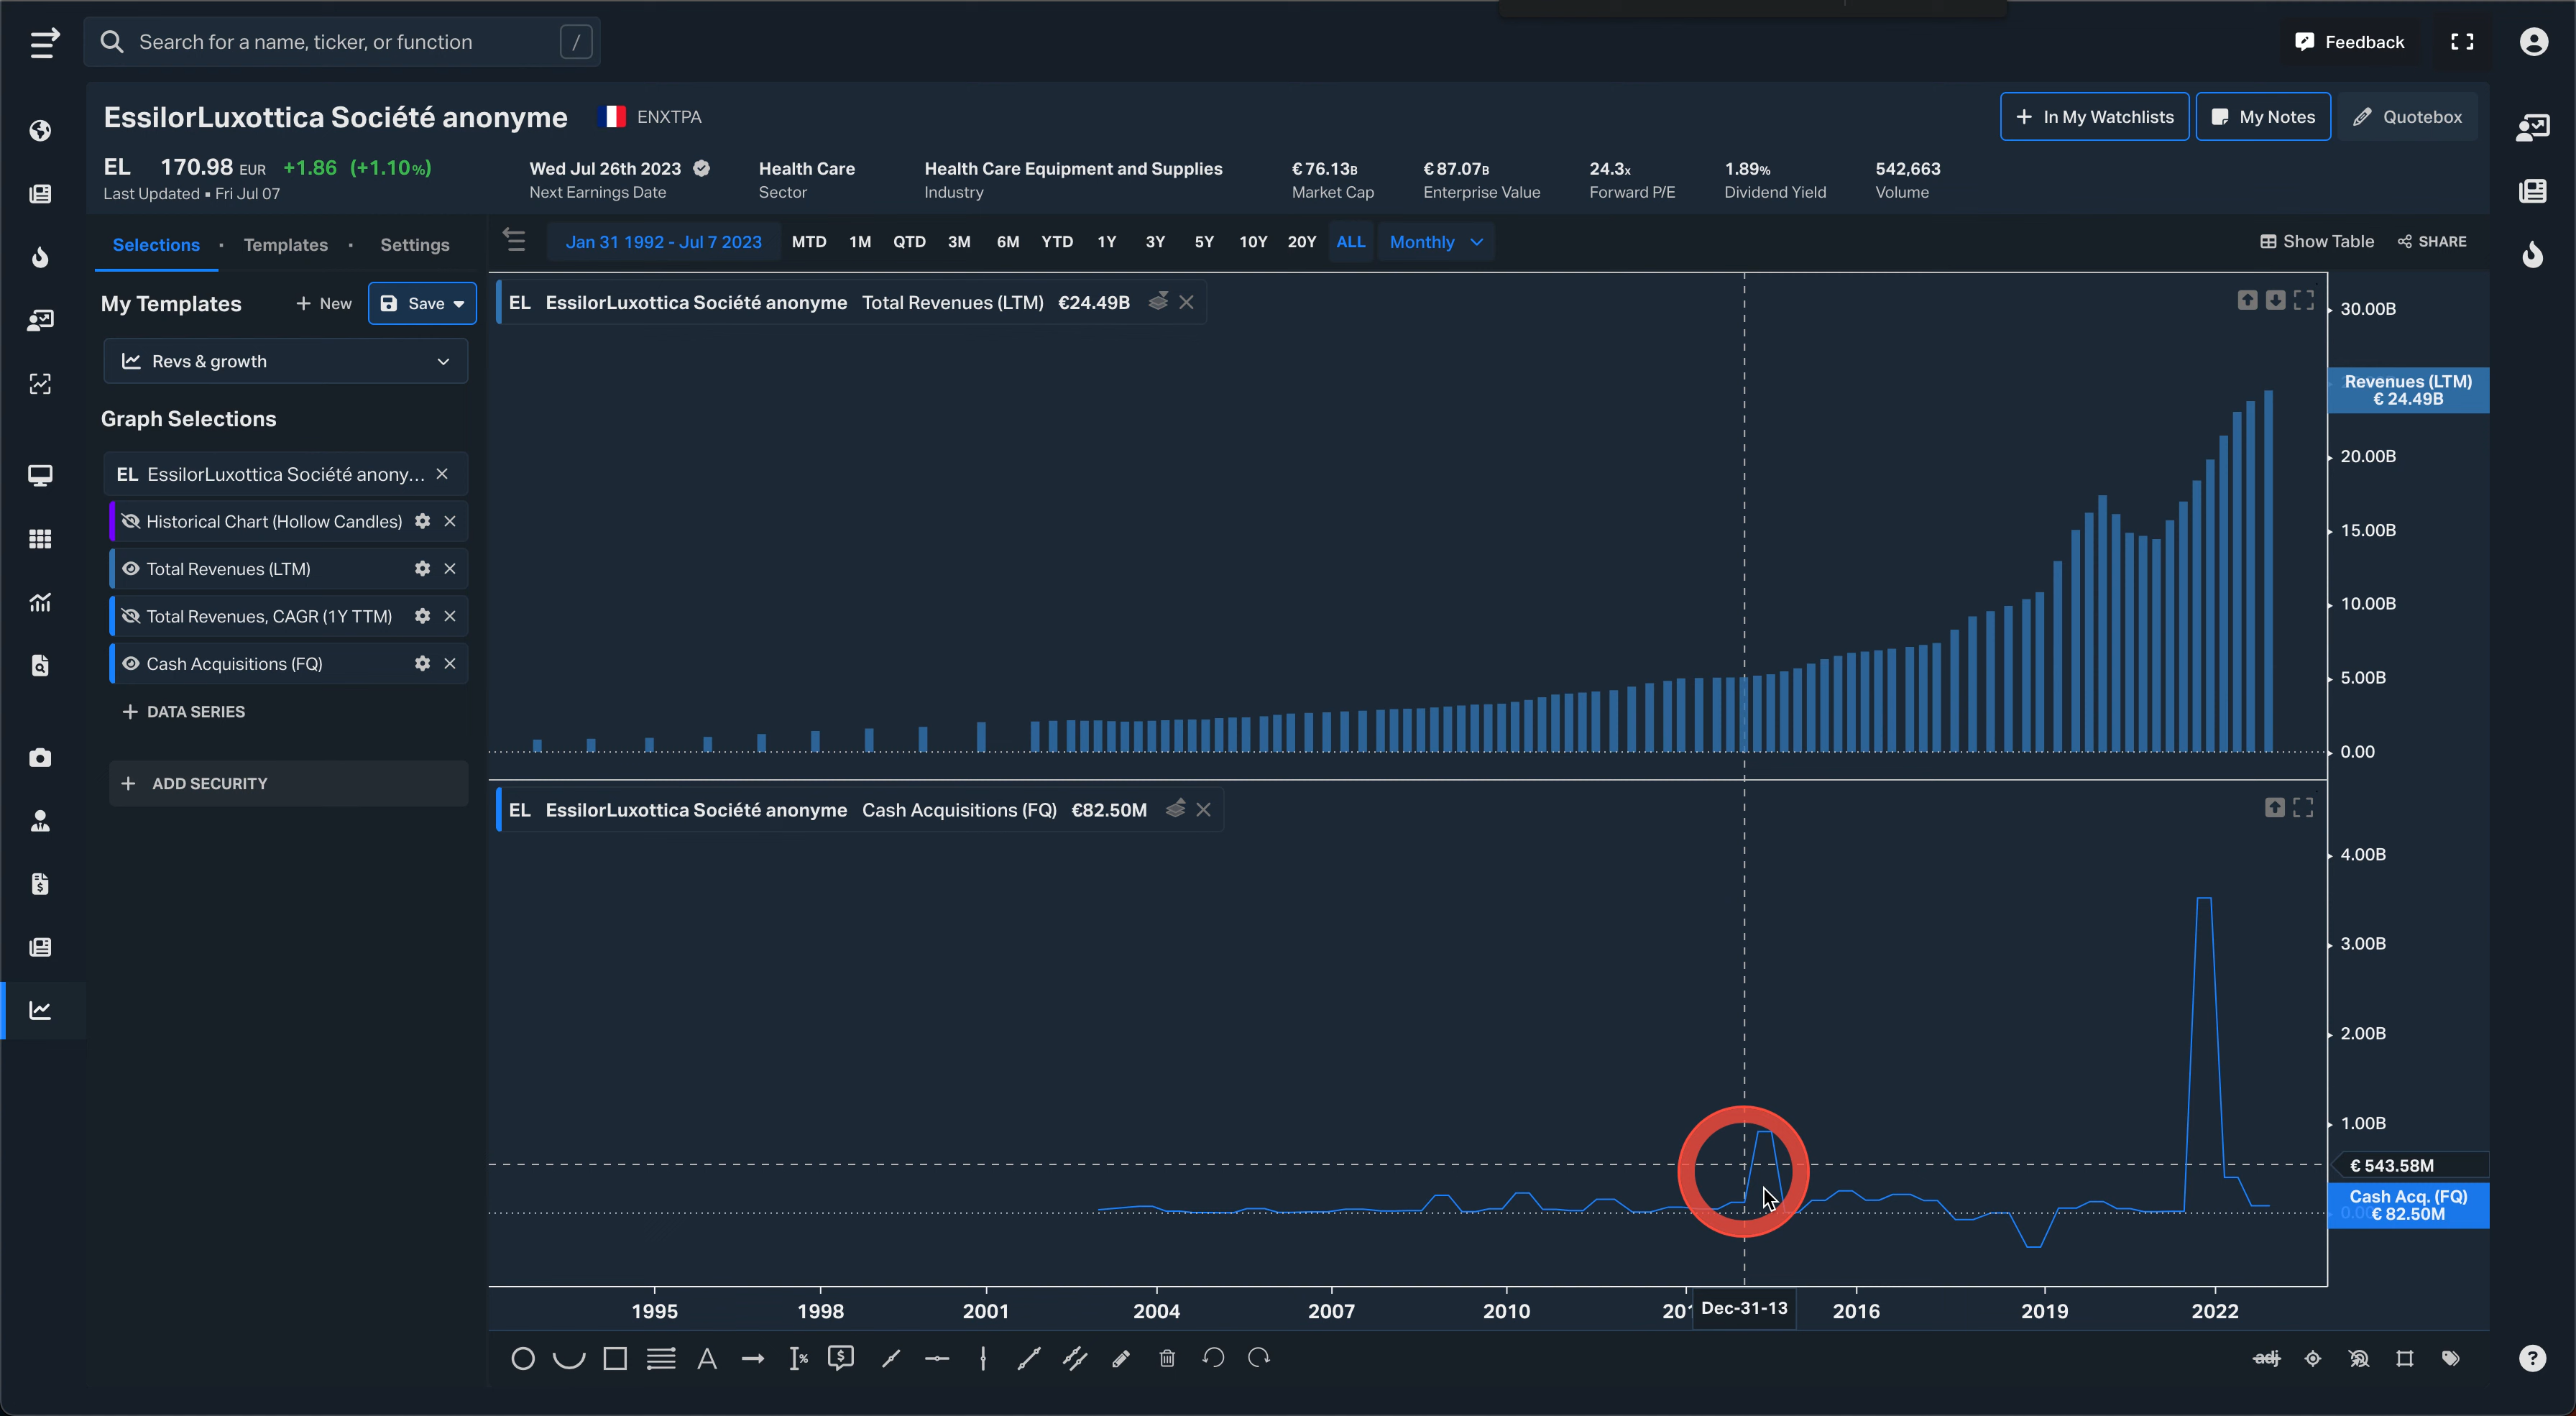 Search for a name, ticker, or function /
Feedback
EssilorLuxottica Société anonyme ENXTPA
+ In My Watchlists My Notes Quotebox
EL 170.98 EUR +1.86 (+1.10%)
Last Updated ▪ Fri Jul 07
Wed Jul 26th 2023
Next Earnings Date
Health Care
Sector
Health Care Equipment and Supplies
Industry
€76.13B
Market Cap
€87.07B
Enterprise Value
24.3x
Forward P/E
1.89%
Dividend Yield
542,663
Volume
Selections · Templates · Settings
Jan 31 1992 - Jul 7 2023 MTD 1M QTD 3M 6M YTD 1Y 3Y 5Y 10Y 20Y ALL Monthly
Show Table SHARE
My Templates + New Save
Revs & growth
Graph Selections
EL EssilorLuxottica Société anony...
Historical Chart (Hollow Candles)
Total Revenues (LTM)
Total Revenues, CAGR (1Y TTM)
Cash Acquisitions (FQ)
+ DATA SERIES
+ ADD SECURITY
EL EssilorLuxottica Société anonyme Total Revenues (LTM) €24.49B
30.00B
Revenues (LTM)
€ 24.49B
20.00B
15.00B
10.00B
5.00B
0.00
EL EssilorLuxottica Société anonyme Cash Acquisitions (FQ) €82.50M
4.00B
3.00B
2.00B
1.00B
€ 543.58M
Cash Acq. (FQ)
€ 82.50M
1995 1998 2001 2004 2007 2010 201 Dec-31-13 2016 2019 2022
A % $ adj ?